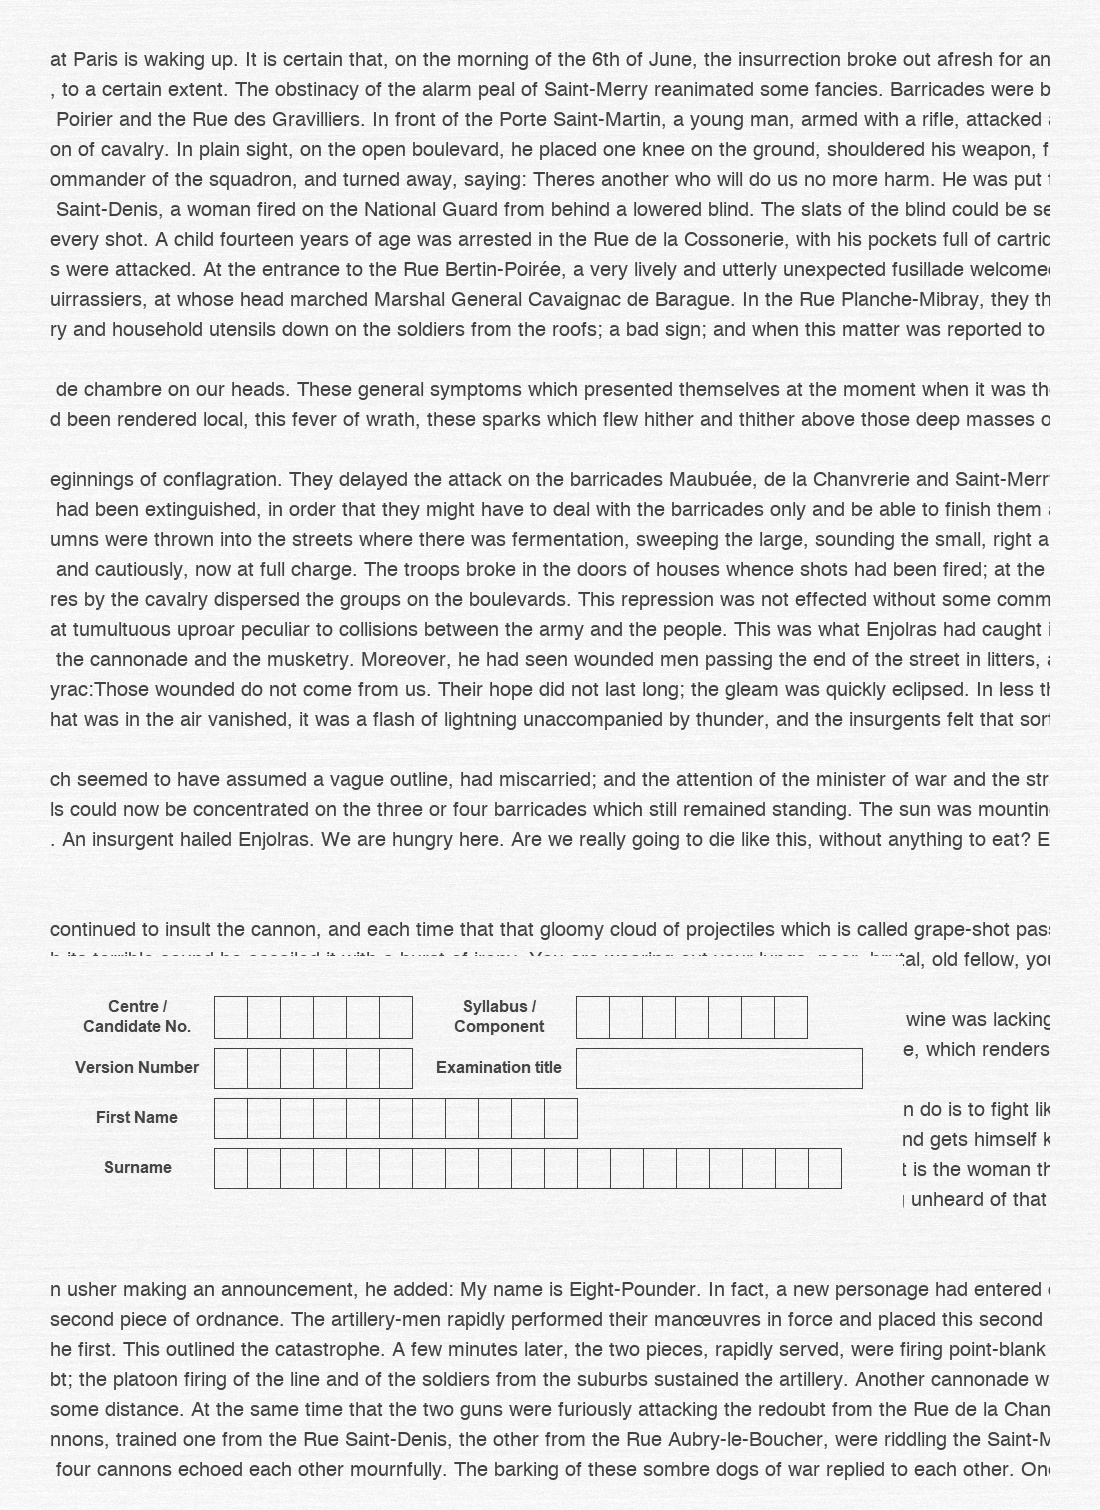 at Paris is waking up. It is certain that, on the morning of the 6th of June, the insurrection broke out afresh for an
, to a certain extent. The obstinacy of the alarm peal of Saint-Merry reanimated some fancies. Barricades were b
Poirier and the Rue des Gravilliers. In front of the Porte Saint-Martin, a young man, armed with a rifle, attacked
on of cavalry. In plain sight, on the open boulevard, he placed one knee on the ground, shouldered his weapon, f
ommander of the squadron, and turned away, saying: Theres another who will do us no more harm. He was put
Saint-Denis, a woman fired on the National Guard from behind a lowered blind. The slats of the blind could be se
every shot. A child fourteen years of age was arrested in the Rue de la Cossonerie, with his pockets full of cartric
s were attacked. At the entrance to the Rue Bertin-Poirée, a very lively and utterly unexpected fusillade welcome
uirrassiers, at whose head marched Marshal General Cavaignac de Barague. In the Rue Planche-Mibray, they th
ry and household utensils down on the soldiers from the roofs; a bad sign; and when this matter was reported to
de chambre on our heads. These general symptoms which presented themselves at the moment when it was th
d been rendered local, this fever of wrath, these sparks which flew hither and thither above those deep masses o
eginnings of conflagration. They delayed the attack on the barricades Maubuée, de la Chanvrerie and Saint-Merr
had been extinguished, in order that they might have to deal with the barricades only and be able to finish them
umns were thrown into the streets where there was fermentation, sweeping the large, sounding the small, right a
and cautiously, now at full charge. The troops broke in the doors of houses whence shots had been fired; at the
res by the cavalry dispersed the groups on the boulevards. This repression was not effected without some comm
at tumultuous uproar peculiar to collisions between the army and the people. This was what Enjolras had caught
the cannonade and the musketry. Moreover, he had seen wounded men passing the end of the street in litters,
yrac:Those wounded do not come from us. Their hope did not last long; the gleam was quickly eclipsed. In less th
hat was in the air vanished, it was a flash of lightning unaccompanied by thunder, and the insurgents felt that sor
ch seemed to have assumed a vague outline, had miscarried; and the attention of the minister of war and the str
ls could now be concentrated on the three or four barricades which still remained standing. The sun was mountin
. An insurgent hailed Enjolras. We are hungry here. Are we really going to die like this, without anything to eat? E
continued to insult the cannon, and each time that that gloomy cloud of projectiles which is called grape-shot pas
al, old fellow, you
Centre /
Candidate No.
Syllabus /
Component
wine was lacking
e, which renders
Version Number
Examination title
First Name
n do is to fight lik
nd gets himself k
Surname
t is the woman th
unheard of that
n usher making an announcement, he added: My name is Eight-Pounder. In fact, a new personage had entered
second piece of ordnance. The artillery-men rapidly performed their manœuvres in force and placed this second
he first. This outlined the catastrophe. A few minutes later, the two pieces, rapidly served, were firing point-blank
bt; the platoon firing of the line and of the soldiers from the suburbs sustained the artillery. Another cannonade w
some distance. At the same time that the two guns were furiously attacking the redoubt from the Rue de la Chan
nnons, trained one from the Rue Saint-Denis, the other from the Rue Aubry-le-Boucher, were riddling the Saint-M
four cannons echoed each other mournfully. The barking of these sombre dogs of war replied to each other. On